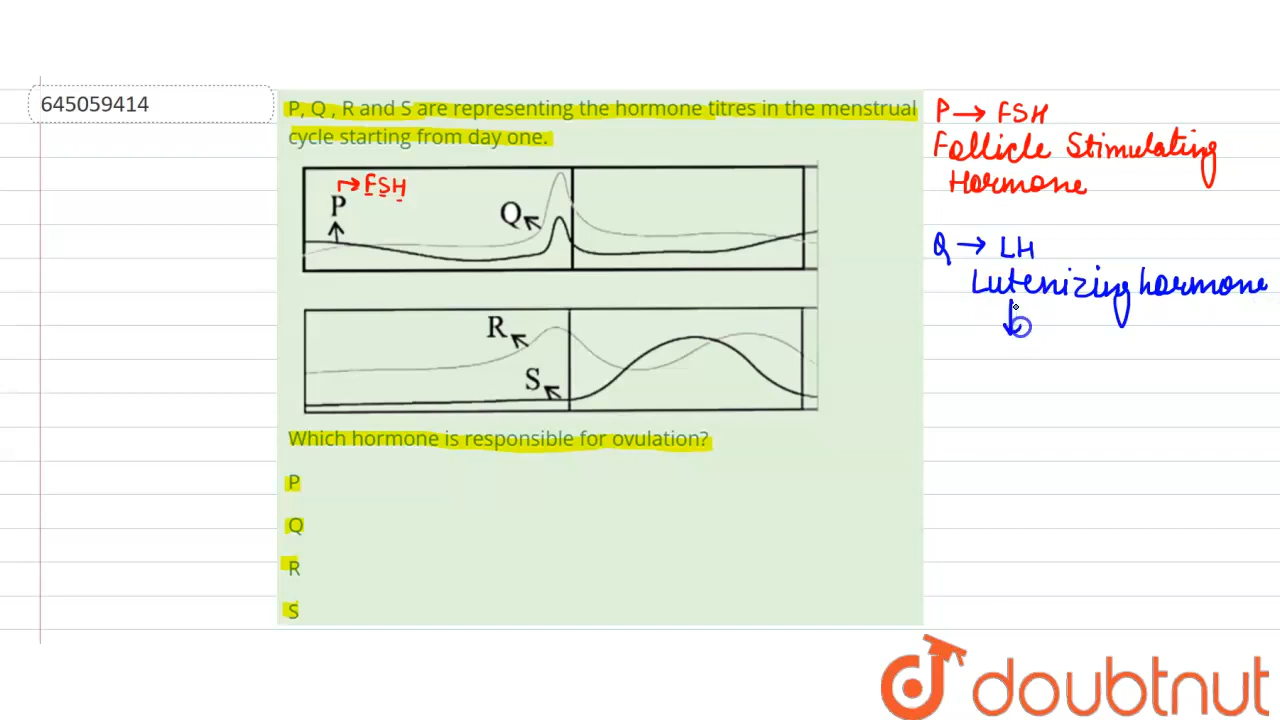 645059414
P, Q , R and S are representing the hormone titres in the menstrual
cycle starting from day one.
FSH
P
Q
R
S
Which hormone is responsible for ovulation?
P
Q
R
S
P → FSH
Follicle Stimulating
Hormone
Q → LH
Lutenizing hormone
doubtnut